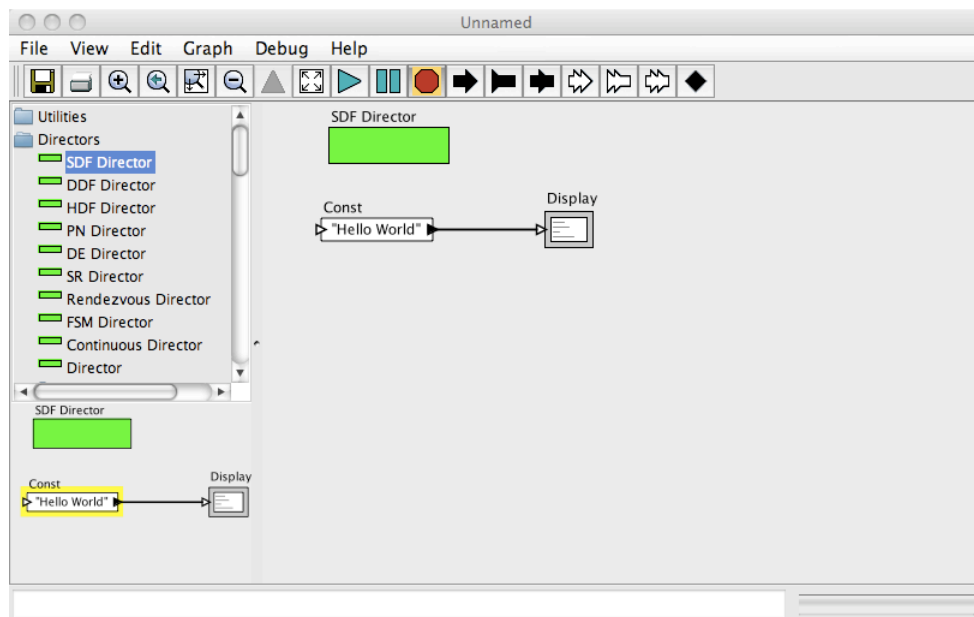 Unnamed
File View Edit Graph Debug Help
Utilities
Directors
SDF Director
DDF Director
HDF Director
PN Director
DE Director
SR Director
Rendezvous Director
FSM Director
Continuous Director
Director
SDF Director
Const
"Hello World"
Display
SDF Director
Const
"Hello World"
Display